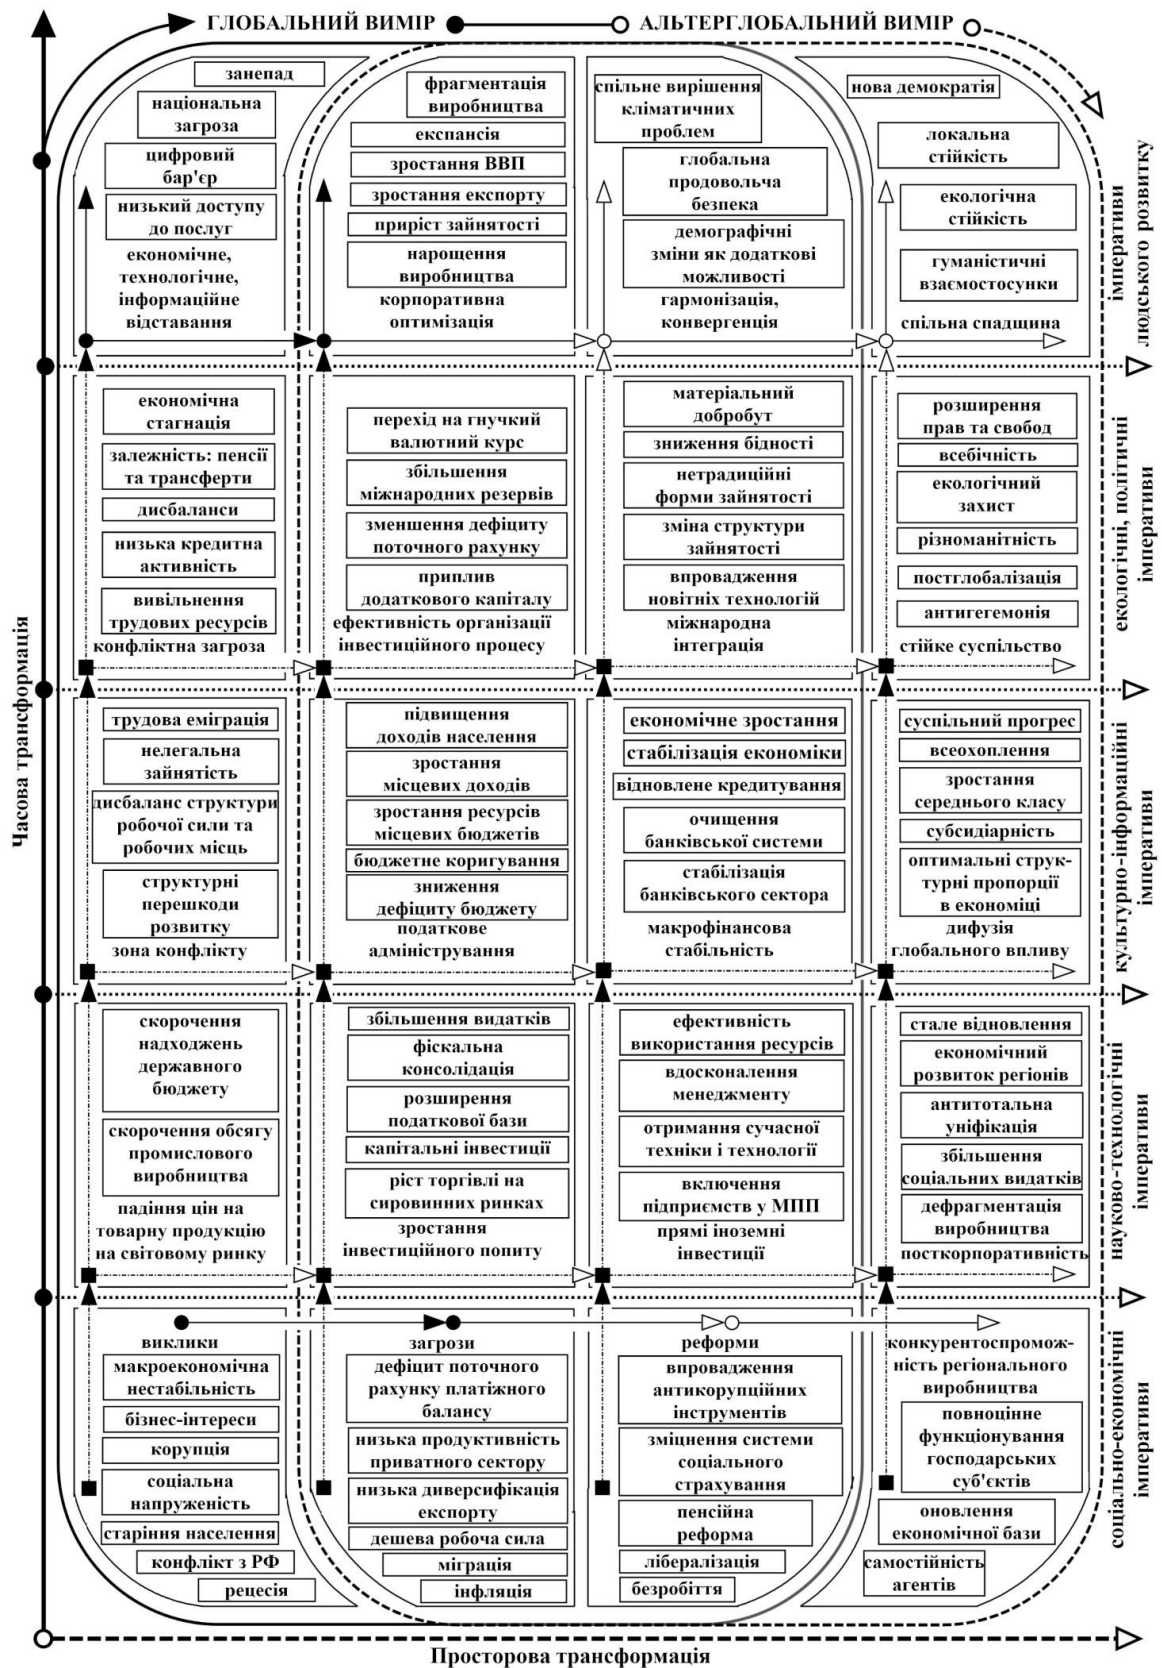 ГЛОБАЛЬНИЙ ВИМІР
АЛЬТЕРГЛОБАЛЬНИЙ ВИМІР
занепад
національна
загроза
цифровий
бар'єр
низький доступу
до послуг
економічне,
технологічне,
інформаційне
відставання
фрагментація
виробництва
експансія
зростання ВВП
зростання експорту
приріст зайнятості
нарощення
виробництва
корпоративна
оптимізація
спільне вирішення
кліматичних
проблем
глобальна
продовольча
безпека
демографічні
зміни як додаткові
можливості
гармонізація,
конвергенція
нова демократія
локальна
стійкість
екологічна
стійкість
гуманістичні
взаємостосунки
спільна спадщина
імперативи
людського розвитку
економічна
стагнація
залежність: пенсії
та трансферти
дисбаланси
низька кредитна
активність
вивільнення
трудових ресурсів
конфліктна загроза
перехід на гнучкий
валютний курс
збільшення
міжнародних резервів
зменшення дефіциту
поточного рахунку
приплив
додаткового капіталу
ефективність організації
інвестиційного процесу
матеріальний
добробут
зниження бідності
нетрадиційні
форми зайнятості
зміна структури
зайнятості
впровадження
новітніх технологій
міжнародна
інтеграція
розширення
прав та свобод
всебічність
екологічний
захист
різноманітність
постглобалізація
антигегемонія
стійке суспільство
екологічні, політичні
імперативи
Часова трансформація
трудова еміграція
нелегальна
зайнятість
дисбаланс структури
робочої сили та
робочих місць
структурні
перешкоди
розвитку
зона конфлікту
підвищення
доходів населення
зростання
місцевих доходів
зростання ресурсів
місцевих бюджетів
бюджетне коригування
зниження
дефіциту бюджету
податкове
адміністрування
економічне зростання
стабілізація економіки
відновлене кредитування
очищення
банківської системи
стабілізація
банківського сектора
макрофінансова
стабільність
суспільний прогрес
всеохоплення
зростання
середнього класу
субсидіарність
оптимальні струк-
турні пропорції
в економіці
дифузія
глобального впливу
культурно-інформаційні
імперативи
скорочення
надходжень
державного
бюджету
скорочення обсягу
промислового
виробництва
падіння цін на
товарну продукцію
на світовому ринку
збільшення видатків
фіскальна
консолідація
розширення
податкової бази
капітальні інвестиції
ріст торгівлі на
сировинних ринках
зростання
інвестиційного попиту
ефективність
використання ресурсів
вдосконалення
менеджменту
отримання сучасної
техніки і технології
включення
підприємств у МПП
прямі іноземні
інвестиції
стале відновлення
економічний
розвиток регіонів
антитотальна
уніфікація
збільшення
соціальних видатків
дефрагментація
виробництва
посткорпоративність
науково-технологічні
імперативи
виклики
макроекономічна
нестабільність
бізнес-інтереси
корупція
соціальна
напруженість
старіння населення
конфлікт з РФ
рецесія
загрози
дефіцит поточного
рахунку платіжного
балансу
низька продуктивність
приватного сектору
низька диверсифікація
експорту
дешева робоча сила
міграція
інфляція
реформи
впровадження
антикорупційних
інструментів
зміцнення системи
соціального
страхування
пенсійна
реформа
лібералізація
безробіття
конкурентоспромож-
ність регіонального
виробництва
повноцінне
функціонування
господарських
суб'єктів
оновлення
економічної бази
самостійність
агентів
соціально-економічні
імперативи
Просторова трансформація